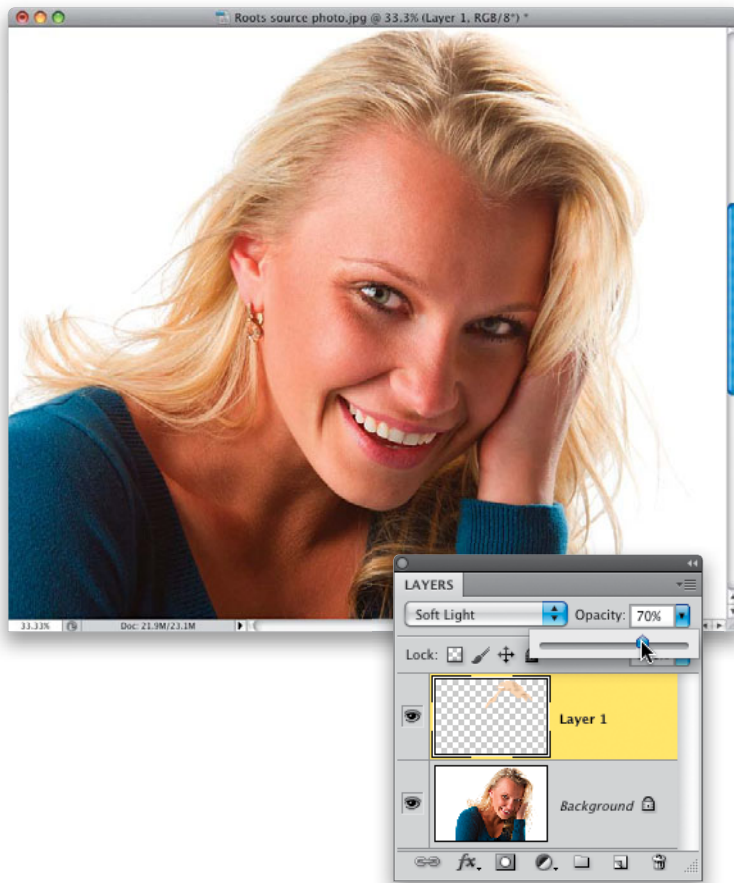 Roots source photo.jpg @ 33.3% (Layer 1, RGB/8*) *
33.33%
Doc: 21.9M/23.1M
LAYERS
Soft Light
Opacity: 70%
Lock:
Layer 1
Background
fx.